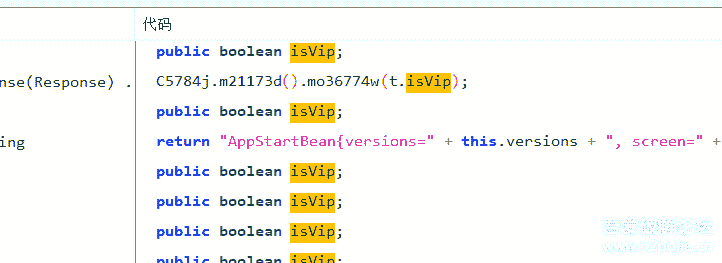 代码
public boolean isVip;
nse(Response) . C5784j.m21173d().mo36774w(t.isVip);
public boolean isVip;
ing return "AppStartBean{versions=" + this.versions + ", screen=" +
public boolean isVip;
public boolean isVip;
public boolean isVip;
public boolean isVip;